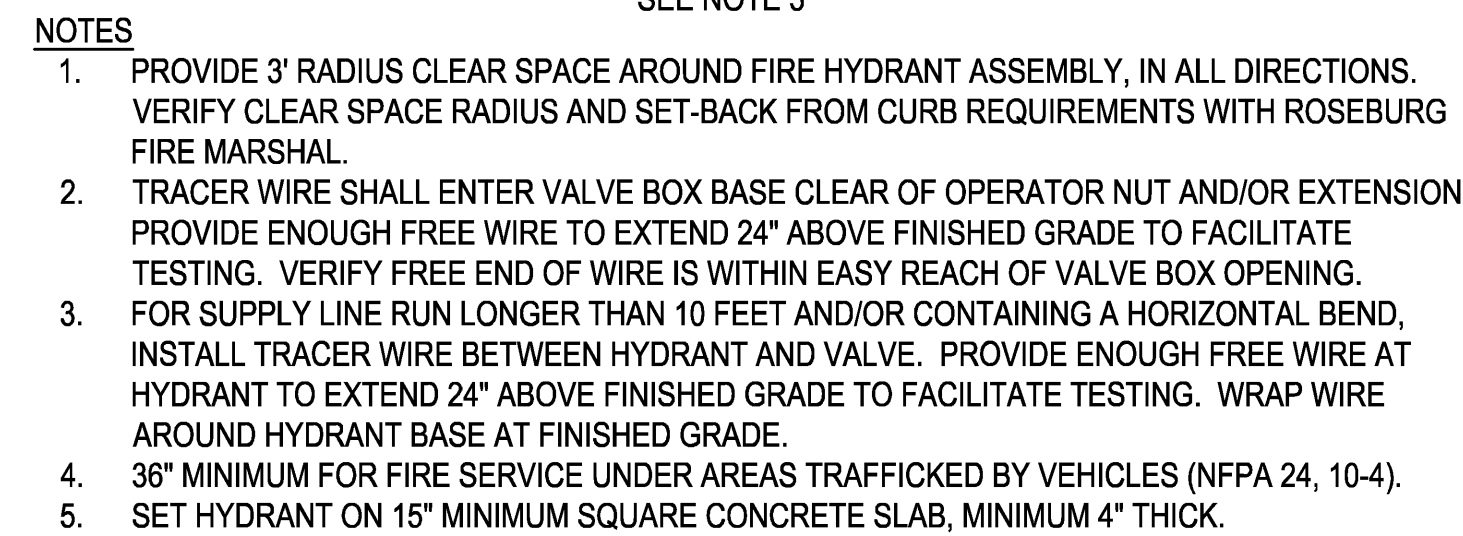 SEE NOTE 3
NOTES
1. PROVIDE 3' RADIUS CLEAR SPACE AROUND FIRE HYDRANT ASSEMBLY, IN ALL DIRECTIONS.
VERIFY CLEAR SPACE RADIUS AND SET-BACK FROM CURB REQUIREMENTS WITH ROSEBURG
FIRE MARSHAL.
2. TRACER WIRE SHALL ENTER VALVE BOX BASE CLEAR OF OPERATOR NUT AND/OR EXTENSION
PROVIDE ENOUGH FREE WIRE TO EXTEND 24" ABOVE FINISHED GRADE TO FACILITATE
TESTING. VERIFY FREE END OF WIRE IS WITHIN EASY REACH OF VALVE BOX OPENING.
3. FOR SUPPLY LINE RUN LONGER THAN 10 FEET AND/OR CONTAINING A HORIZONTAL BEND,
INSTALL TRACER WIRE BETWEEN HYDRANT AND VALVE. PROVIDE ENOUGH FREE WIRE AT
HYDRANT TO EXTEND 24" ABOVE FINISHED GRADE TO FACILITATE TESTING. WRAP WIRE
AROUND HYDRANT BASE AT FINISHED GRADE.
4. 36" MINIMUM FOR FIRE SERVICE UNDER AREAS TRAFFICKED BY VEHICLES (NFPA 24, 10-4).
5. SET HYDRANT ON 15" MINIMUM SQUARE CONCRETE SLAB, MINIMUM 4" THICK.